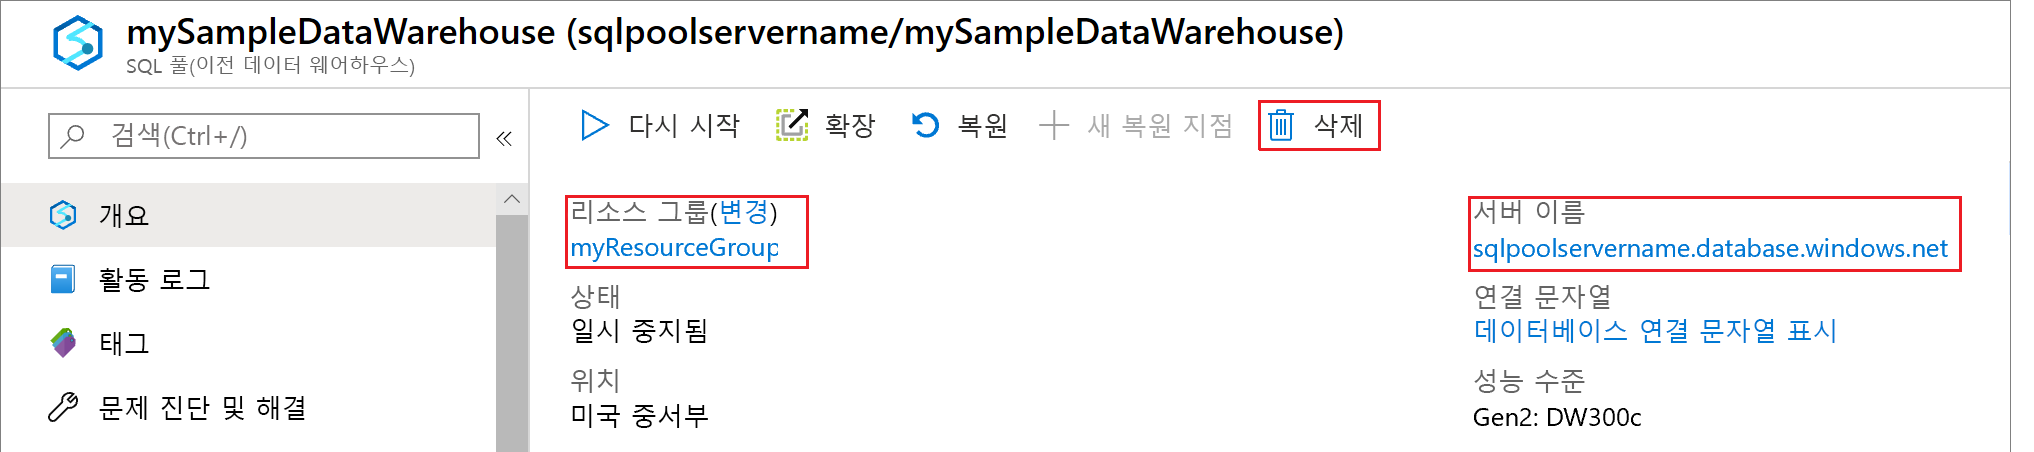 mySampleDataWarehouse (sqlpoolservername/mySampleDataWarehouse)
SQL 풀(이전 데이터 웨어하우스)
검색(Ctrl+/)
«
다시 시작
확장
복원
새 복원 지점
삭제
개요
활동 로그
태그
문제 진단 및 해결
리소스 그룹(변경)
myResourceGroup
상태
일시 중지됨
위치
미국 중서부
서버 이름
sqlpoolservername.database.windows.net
연결 문자열
데이터베이스 연결 문자열 표시
성능 수준
Gen2: DW300c